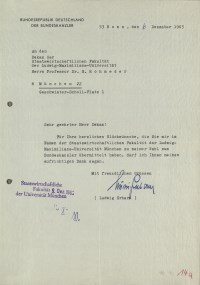 BUNDESREPUBLIK DEUTSCHLAND
DER BUNDESKANZLER
53 Bonn, den Dezember 1963
An den
Dekan der
Staatswirtschaftlichen Fakultät
der Ludwig-Maximilians-Universität
Herrn Professor Dr. H. Rohmeder
8 München 22
Geschwister-Scholl-Platz 1
Sehr geehrter Herr Dekan!
Für Ihre herzlichen Glückwünsche, die Sie mir im
Namen der Staatswirtschaftlichen Fakultät der Ludwig-
Maximilians-Universität München zu meiner Wahl zum
Bundeskanzler übermittelt haben, darf ich Ihnen meinen
aufrichtigen Dank sagen.
Mit freundlichen Grüßen
(Ludwig Erhard)
Staatswirtschaftliche
Fakultät
der Universität München